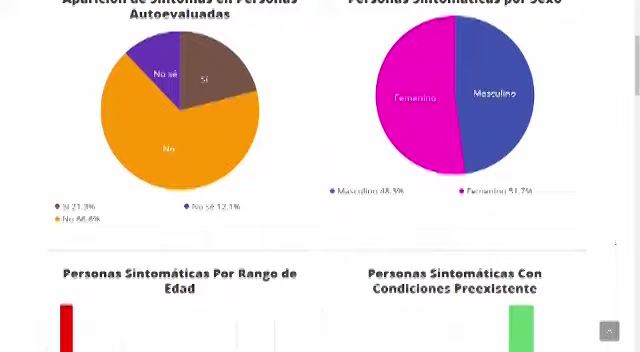 Aparición de Síntomas en Personas
Autoevaluadas
Personas Sintomáticas por Sexo
No sé
Sí
No
Femenino
Masculino
Sí 21.3%
No sé 12.1%
No 66.6%
Masculino 48.3%
Femenino 51.7%
Personas Sintomáticas Por Rango de
Edad
Personas Sintomáticas Con
Condiciones Preexistente